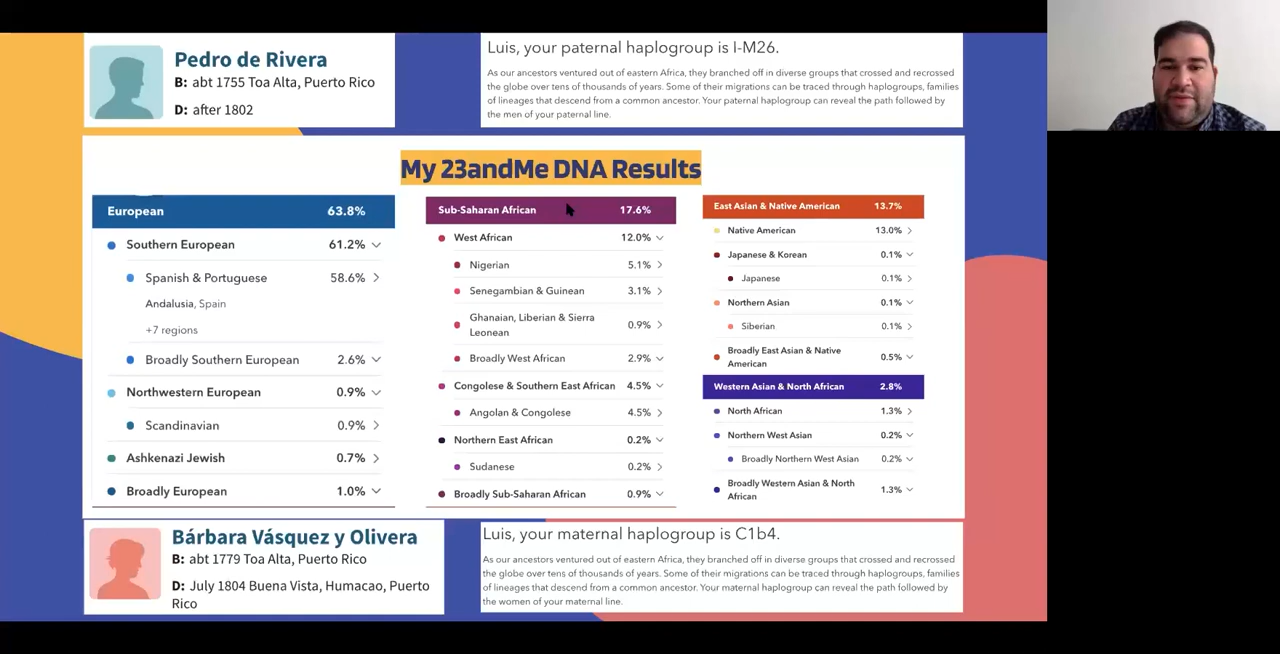 Pedro de Rivera
B: abt 1755 Toa Alta, Puerto Rico
D: after 1802
Luis, your paternal haplogroup is I-M26.
As our ancestors ventured out of eastern Africa, they branched off in diverse groups that crossed and recrossed
the globe over tens of thousands of years. Some of their migrations can be traced through haplogroups, families
of lineages that descend from a common ancestor. Your paternal haplogroup can reveal the path followed by
the men of your paternal line.
My 23andMe DNA Results
European 63.8%
Southern European 61.2%
Spanish & Portuguese 58.6%
Andalusia, Spain
+7 regions
Broadly Southern European 2.6%
Northwestern European 0.9%
Scandinavian 0.9%
Ashkenazi Jewish 0.7%
Broadly European 1.0%
Sub-Saharan African 17.6%
West African 12.0%
Nigerian 5.1%
Senegambian & Guinean 3.1%
Ghanaian, Liberian & Sierra
Leonean 0.9%
Broadly West African 2.9%
Congolese & Southern East African 4.5%
Angolan & Congolese 4.5%
Northern East African 0.2%
Sudanese 0.2%
Broadly Sub-Saharan African 0.9%
East Asian & Native American 13.7%
Native American 13.0%
Japanese & Korean 0.1%
Japanese 0.1%
Northern Asian 0.1%
Siberian 0.1%
Broadly East Asian & Native
American 0.5%
Western Asian & North African 2.8%
North African 1.3%
Northern West Asian 0.2%
Broadly Northern West Asian 0.2%
Broadly Western Asian & North
African 1.3%
Bárbara Vásquez y Olivera
B: abt 1779 Toa Alta, Puerto Rico
D: July 1804 Buena Vista, Humacao, Puerto
Rico
Luis, your maternal haplogroup is C1b4.
As our ancestors ventured out of eastern Africa, they branched off in diverse groups that crossed and recrossed
the globe over tens of thousands of years. Some of their migrations can be traced through haplogroups, families
of lineages that descend from a common ancestor. Your maternal haplogroup can reveal the path followed by
the women of your maternal line.